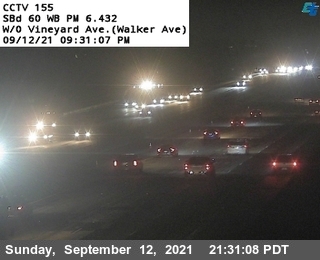 CCTV 155
SBd 60 WB PM 6.432
W/O Vineyard Ave.(Walker Ave)
09/12/21 09:31:07 PM
Sunday, September 12, 2021 21:31:08 PDT